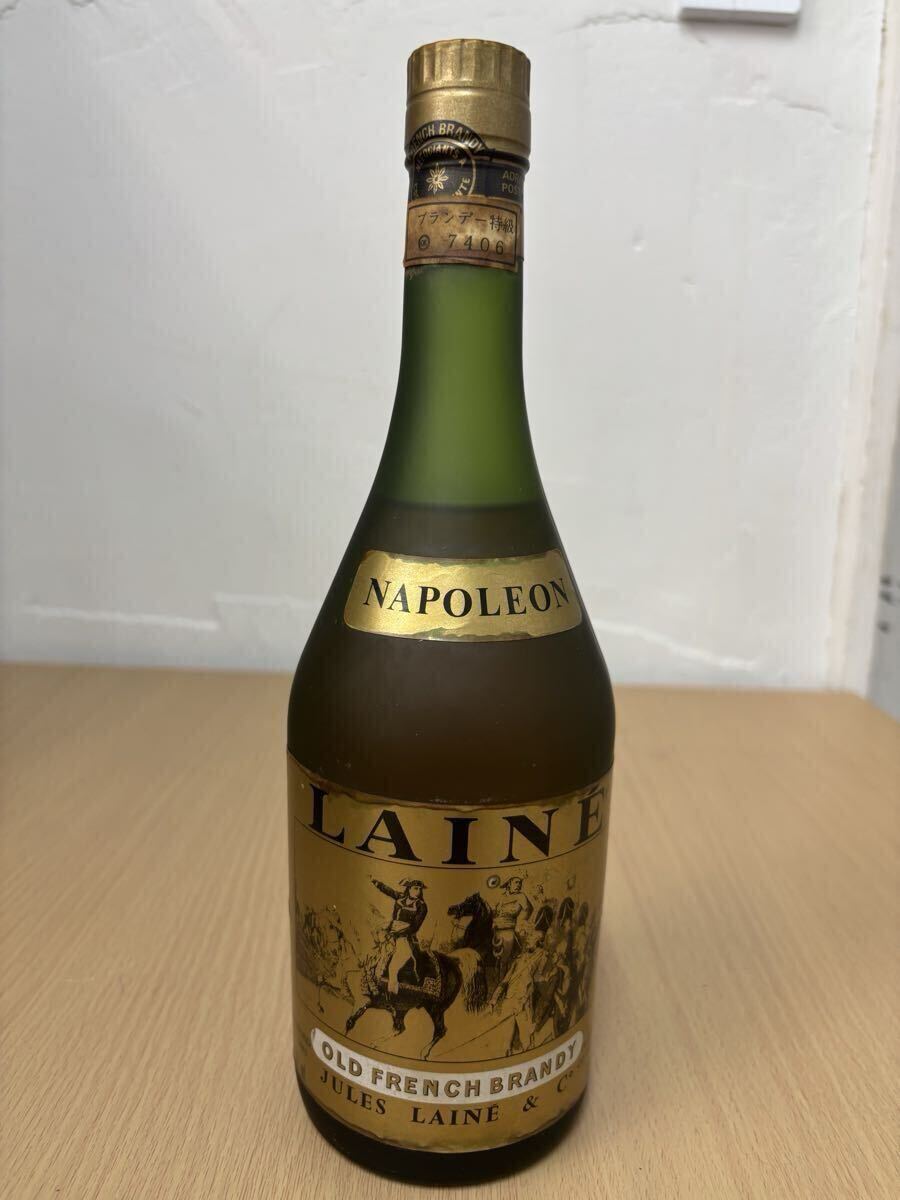 FRENCH BRANDY
ブランデー特級
7406
NAPOLEON
LAINÉ
OLD FRENCH BRANDY
JULES LAINÉ & Co